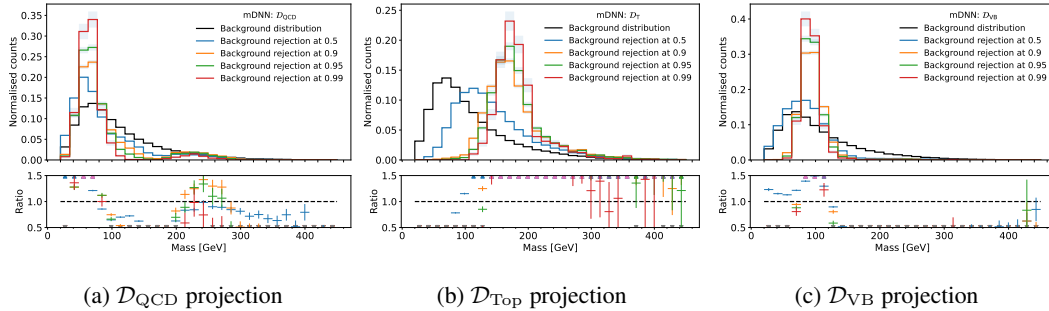 mDNN: D_QCD
Background distribution
Background rejection at 0.5
Background rejection at 0.9
Background rejection at 0.95
Background rejection at 0.99
Normalised counts
0.35
0.30
0.25
0.20
0.15
0.10
0.05
0.00
Ratio
1.5
1.0
0.5
0 100 200 300 400
Mass [GeV]
(a) D_QCD projection
mDNN: D_T
Background distribution
Background rejection at 0.5
Background rejection at 0.9
Background rejection at 0.95
Background rejection at 0.99
Normalised counts
0.25
0.20
0.15
0.10
0.05
0.00
Ratio
1.5
1.0
0.5
0 100 200 300 400
Mass [GeV]
(b) D_Top projection
mDNN: D_VB
Background distribution
Background rejection at 0.5
Background rejection at 0.9
Background rejection at 0.95
Background rejection at 0.99
Normalised counts
0.4
0.3
0.2
0.1
0.0
Ratio
1.5
1.0
0.5
0 100 200 300 400
Mass [GeV]
(c) D_VB projection